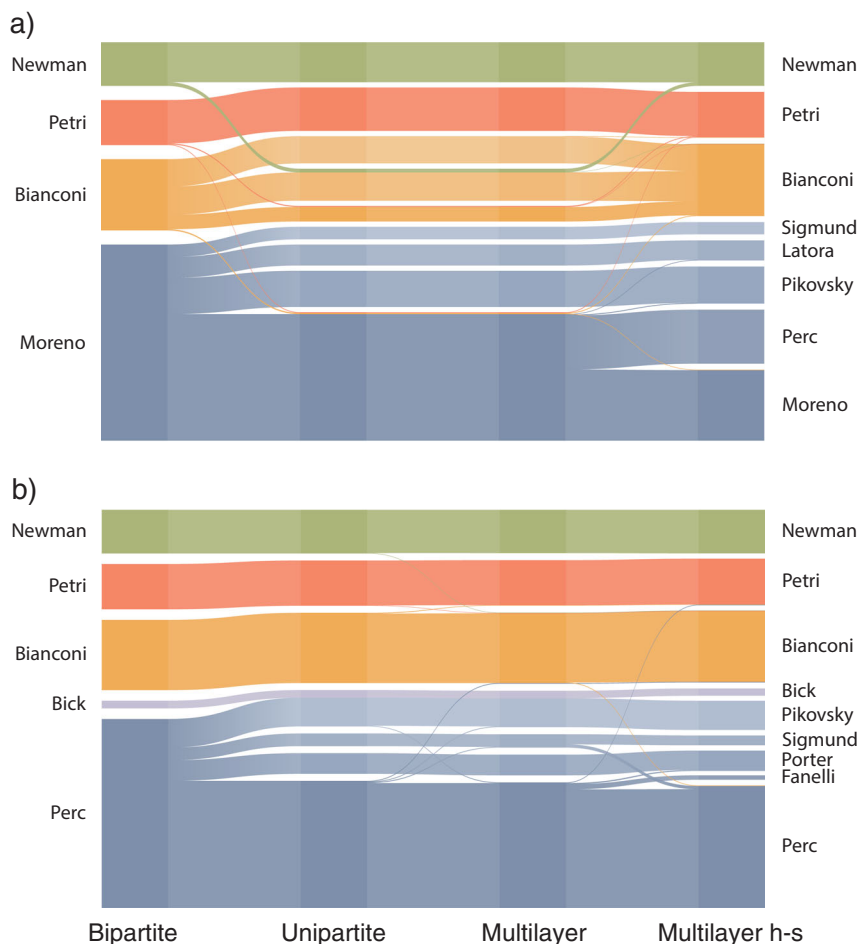 a)
Newman
Petri
Bianconi
Moreno
Newman
Petri
Bianconi
Sigmund
Latora
Pikovsky
Perc
Moreno
b)
Newman
Petri
Bianconi
Bick
Perc
Newman
Petri
Bianconi
Bick
Pikovsky
Sigmund
Porter
Fanelli
Perc
Bipartite Unipartite Multilayer Multilayer h-s